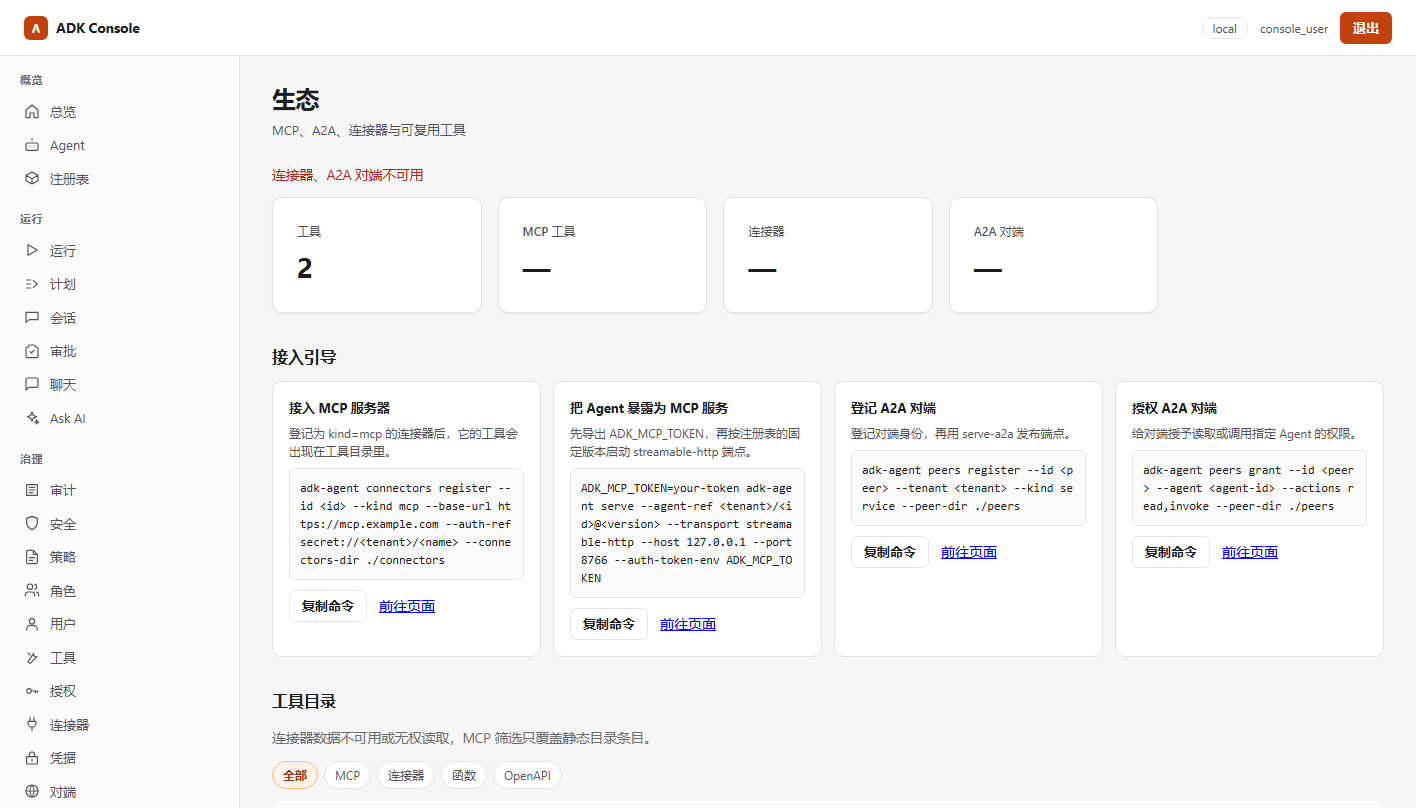 A ADK Console
local console_user 退出
概览
总览
Agent
注册表
运行
运行
计划
会话
审批
聊天
Ask AI
治理
审计
安全
策略
角色
用户
工具
授权
连接器
凭据
对端
生态
MCP、A2A、连接器与可复用工具
连接器、A2A 对端不可用
工具
2
MCP 工具
—
连接器
—
A2A 对端
—
接入引导
接入 MCP 服务器
登记为 kind=mcp 的连接器后，它的工具会
出现在工具目录里。
adk-agent connectors register --
id <id> --kind mcp --base-url ht
tps://mcp.example.com --auth-ref
secret://<tenant>/<name> --conne
ctors-dir ./connectors
复制命令 前往页面
把 Agent 暴露为 MCP 服务
先导出 ADK_MCP_TOKEN，再按注册表的固
定版本启动 streamable-http 端点。
ADK_MCP_TOKEN=your-token adk-age
nt serve --agent-ref <tenant>/<i
d>@<version> --transport streama
ble-http --host 127.0.0.1 --port
8766 --auth-token-env ADK_MCP_TO
KEN
复制命令 前往页面
登记 A2A 对端
登记对端身份，再用 serve-a2a 发布端点。
adk-agent peers register --id <p
eer> --tenant <tenant> --kind se
rvice --peer-dir ./peers
复制命令 前往页面
授权 A2A 对端
给对端授予读取或调用指定 Agent 的权限。
adk-agent peers grant --id <peer
> --agent <agent-id> --actions r
ead,invoke --peer-dir ./peers
复制命令 前往页面
工具目录
连接器数据不可用或无权读取，MCP 筛选只覆盖静态目录条目。
全部 MCP 连接器 函数 OpenAPI